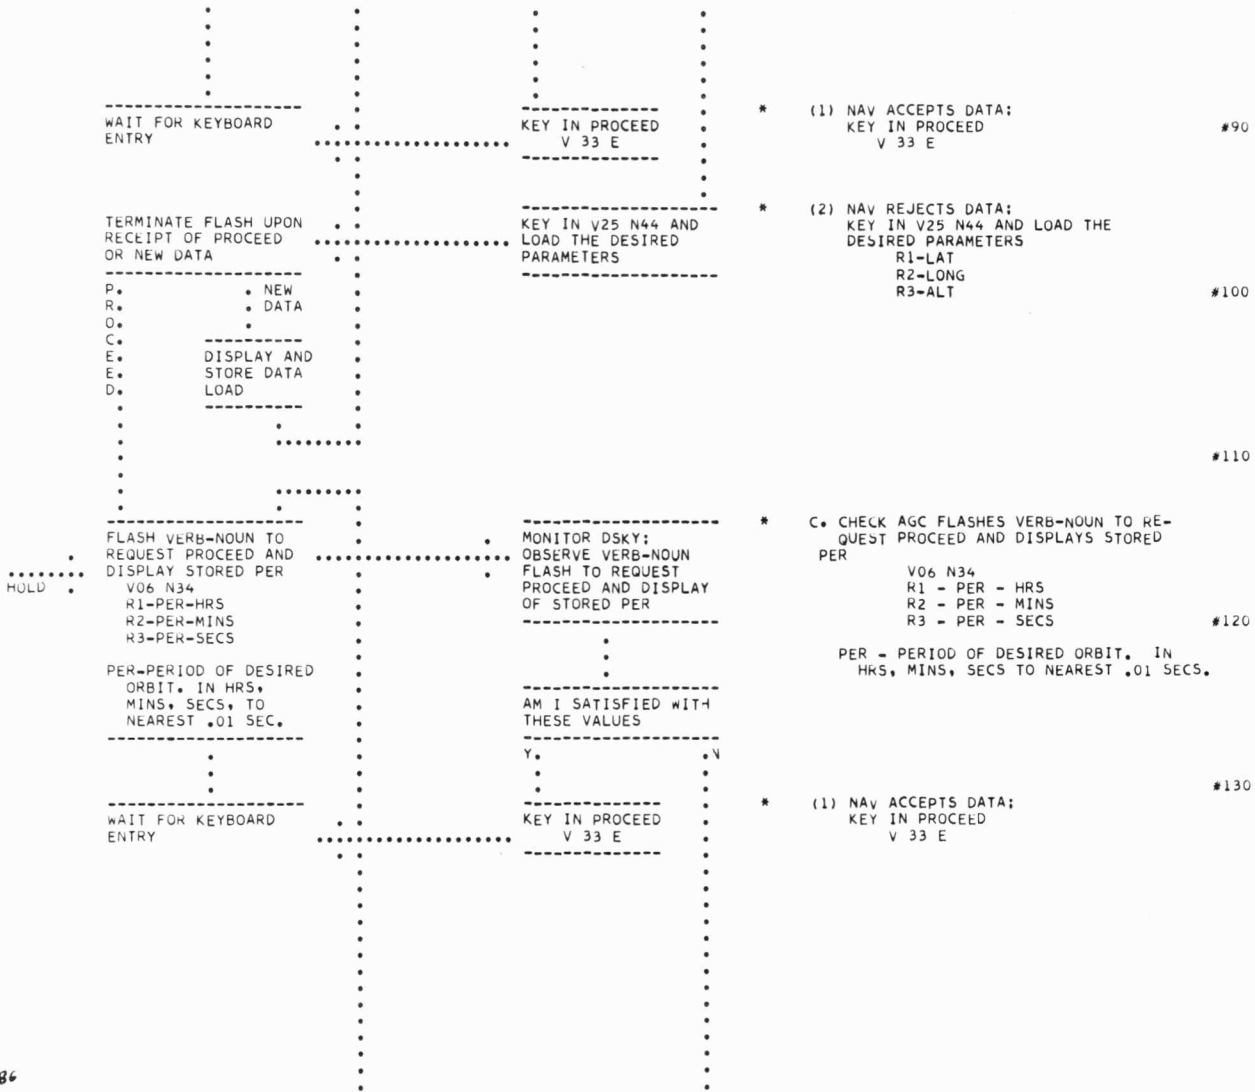 WAIT FOR KEYBOARD
ENTRY
KEY IN PROCEED
V 33 E
* (1) NAV ACCEPTS DATA;
KEY IN PROCEED
V 33 E
#90
TERMINATE FLASH UPON
RECEIPT OF PROCEED
OR NEW DATA
KEY IN V25 N44 AND
LOAD THE DESIRED
PARAMETERS
* (2) NAV REJECTS DATA;
KEY IN V25 N44 AND LOAD THE
DESIRED PARAMETERS
R1-LAT
R2-LONG
R3-ALT
#100
P.
R.
O.
C.
E.
E.
D.
NEW
DATA
DISPLAY AND
STORE DATA
LOAD
#110
HOLD
FLASH VERB-NOUN TO
REQUEST PROCEED AND
DISPLAY STORED PER
V06 N34
R1-PER-HRS
R2-PER-MINS
R3-PER-SECS
PER-PERIOD OF DESIRED
ORBIT. IN HRS,
MINS, SECS, TO
NEAREST .01 SEC.
MONITOR DSKY;
OBSERVE VERB-NOUN
FLASH TO REQUEST
PROCEED AND DISPLAY
OF STORED PER
* C. CHECK AGC FLASHES VERB-NOUN TO RE-
QUEST PROCEED AND DISPLAYS STORED
PER
V06 N34
R1 - PER - HRS
R2 - PER - MINS
R3 - PER - SECS
#120
PER - PERIOD OF DESIRED ORBIT. IN
HRS, MINS, SECS TO NEAREST .01 SECS.
AM I SATISFIED WITH
THESE VALUES
Y. .N
#130
WAIT FOR KEYBOARD
ENTRY
KEY IN PROCEED
V 33 E
* (1) NAV ACCEPTS DATA;
KEY IN PROCEED
V 33 E
86